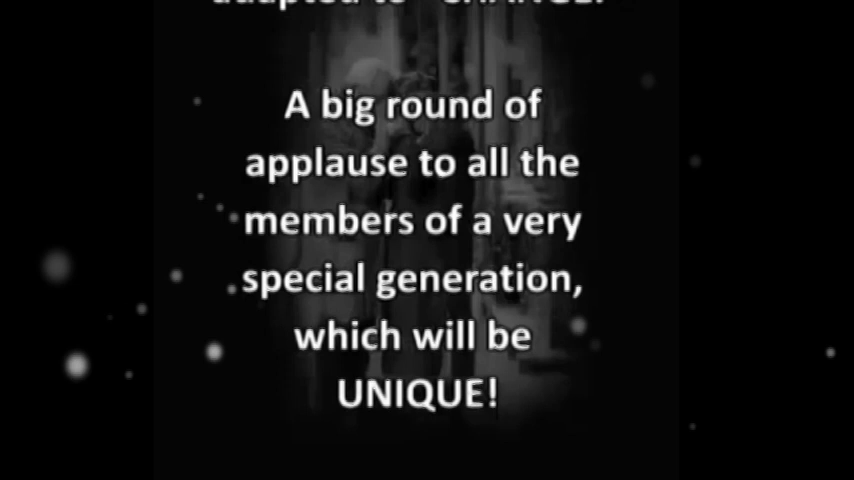 A big round of
applause to all the
members of a very
special generation,
which will be
UNIQUE!